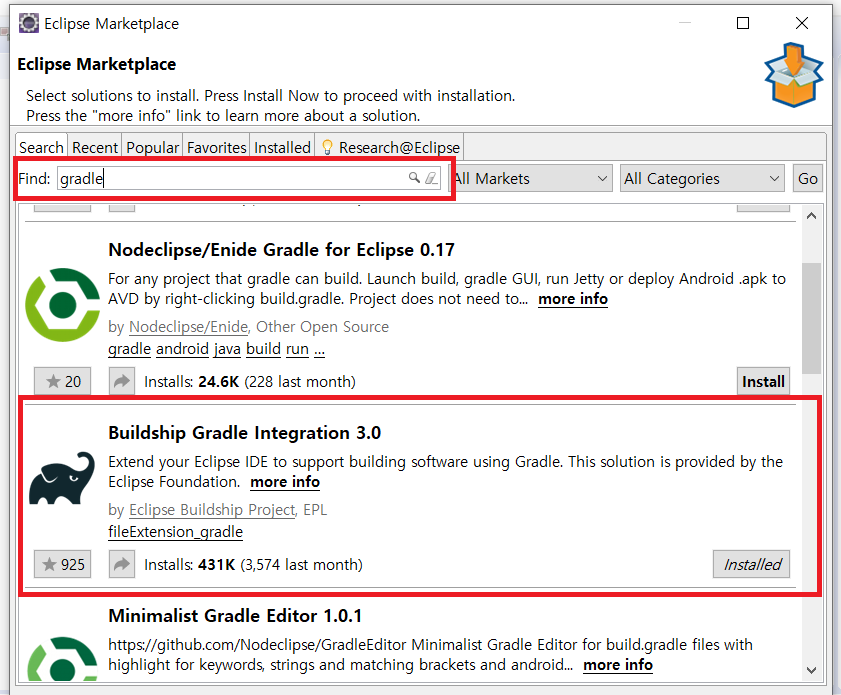 Eclipse Marketplace
Eclipse Marketplace
Select solutions to install. Press Install Now to proceed with installation.
Press the "more info" link to learn more about a solution.
Search Recent Popular Favorites Installed Research@Eclipse
Find: gradle All Markets All Categories Go
Nodeclipse/Enide Gradle for Eclipse 0.17
For any project that gradle can build. Launch build, gradle GUI, run Jetty or deploy Android .apk to
AVD by right-clicking build.gradle. Project does not need to... more info
by Nodeclipse/Enide, Other Open Source
gradle android java build run ...
20 Installs: 24.6K (228 last month) Install
Buildship Gradle Integration 3.0
Extend your Eclipse IDE to support building software using Gradle. This solution is provided by the
Eclipse Foundation. more info
by Eclipse Buildship Project, EPL
fileExtension_gradle
925 Installs: 431K (3,574 last month) Installed
Minimalist Gradle Editor 1.0.1
https://github.com/Nodeclipse/GradleEditor Minimalist Gradle Editor for build.gradle files with
highlight for keywords, strings and matching brackets and android... more info